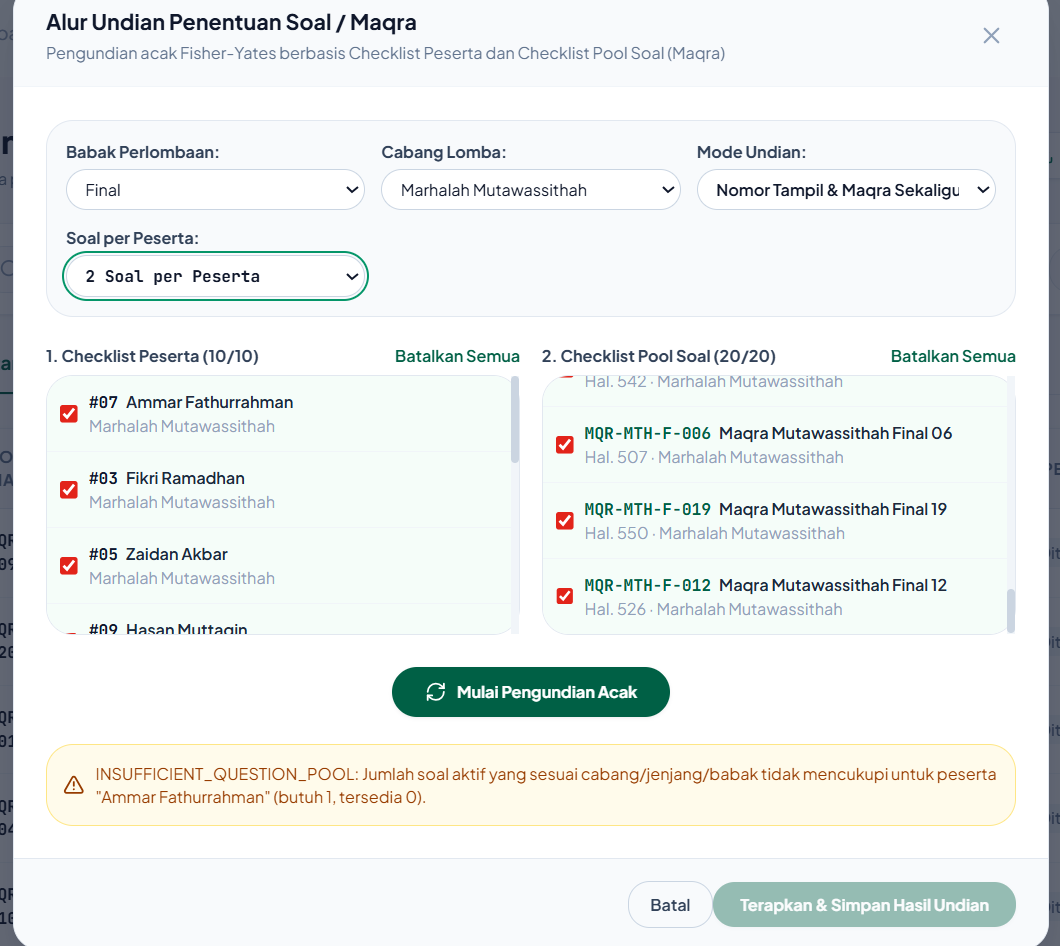 Alur Undian Penentuan Soal / Maqra
Pengundian acak Fisher-Yates berbasis Checklist Peserta dan Checklist Pool Soal (Maqra)
Babak Perlombaan:
Cabang Lomba:
Mode Undian:
Final
Marhalah Mutawassithah
Nomor Tampil & Maqra Sekaligu
Soal per Peserta:
2 Soal per Peserta
1. Checklist Peserta (10/10)
Batalkan Semua
#07 Ammar Fathurrahman
Marhalah Mutawassithah
#03 Fikri Ramadhan
Marhalah Mutawassithah
#05 Zaidan Akbar
Marhalah Mutawassithah
#09 Hasan Muttaqin
2. Checklist Pool Soal (20/20)
Batalkan Semua
Hal. 542 · Marhalah Mutawassithah
MQR-MTH-F-006 Maqra Mutawassithah Final 06
Hal. 507 · Marhalah Mutawassithah
MQR-MTH-F-019 Maqra Mutawassithah Final 19
Hal. 550 · Marhalah Mutawassithah
MQR-MTH-F-012 Maqra Mutawassithah Final 12
Hal. 526 · Marhalah Mutawassithah
Mulai Pengundian Acak
INSUFFICIENT_QUESTION_POOL: Jumlah soal aktif yang sesuai cabang/jenjang/babak tidak mencukupi untuk peserta
"Ammar Fathurrahman" (butuh 1, tersedia 0).
Batal
Terapkan & Simpan Hasil Undian